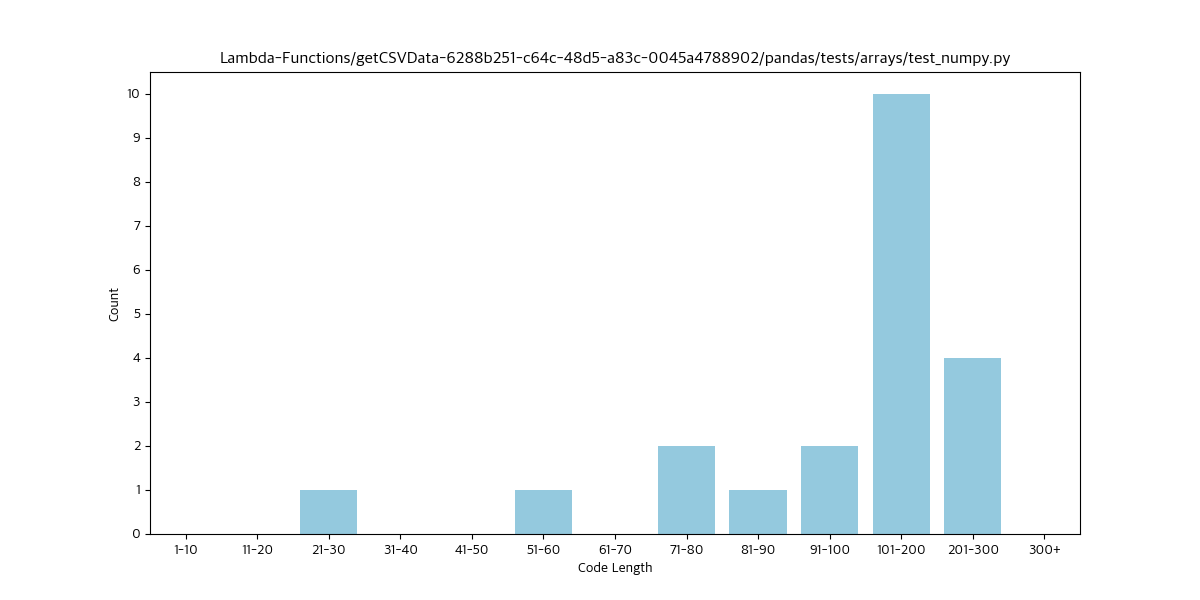 Lambda-Functions/getCSVData-6288b251-c64c-48d5-a83c-0045a4788902/pandas/tests/arrays/test_numpy.py
10
9
8
7
6
5
4
3
2
1
0
Count
1-10 11-20 21-30 31-40 41-50 51-60 61-70 71-80 81-90 91-100 101-200 201-300 300+
Code Length